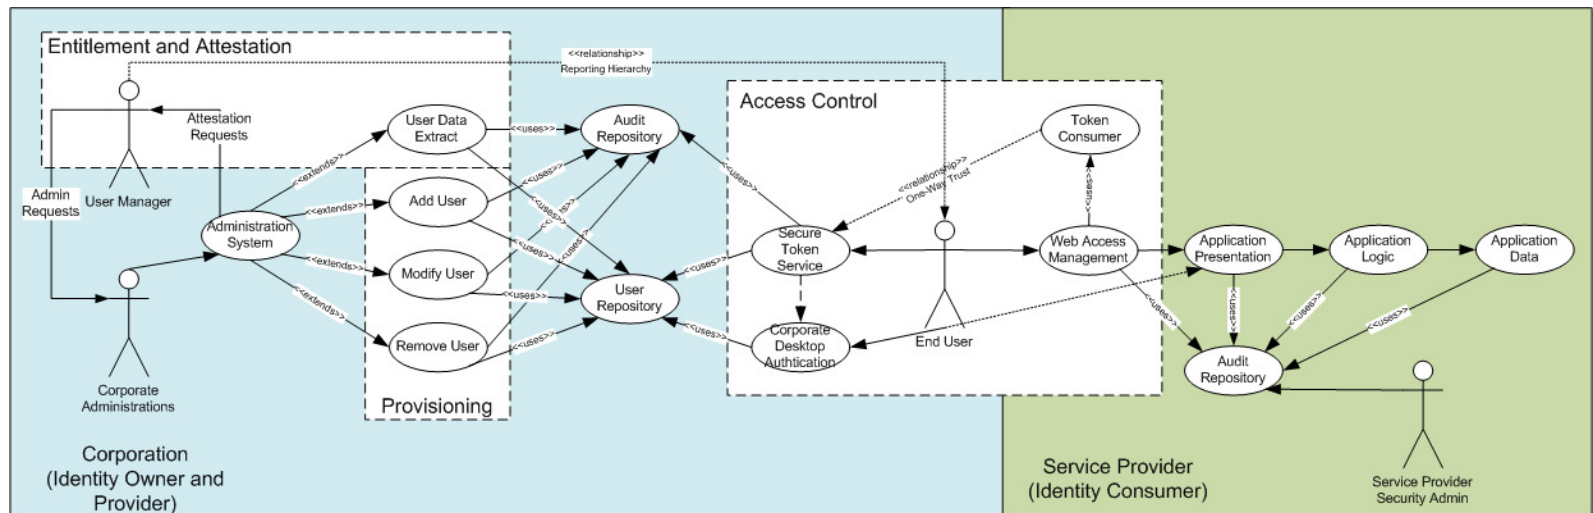 Entitlement and Attestation
<<relationship>>
Reporting Hierarchy
Attestation
Requests
Admin
Requests
User Manager
User Data
Extract
<<uses>>
Audit
Repository
Access Control
Token
Consumer
<<extends>>
<<extends>>
<<extends>>
<<extends>>
Add User
Modify User
Remove User
Provisioning
Administration
System
<<uses>>
<<uses>>
<<uses>>
<<uses>>
<<uses>>
<<uses>>
User
Repository
<<uses>>
<<uses>>
<<relationship>>
One-Way Trust
<<uses>>
Secure
Token
Service
Corporate
Desktop
Authtication
End User
Web Access
Management
Application
Presentation
Application
Logic
Application
Data
<<uses>>
<<uses>>
<<uses>>
<<uses>>
Audit
Repository
Corporate
Administrations
Corporation
(Identity Owner and
Provider)
Service Provider
(Identity Consumer)
Service Provider
Security Admin